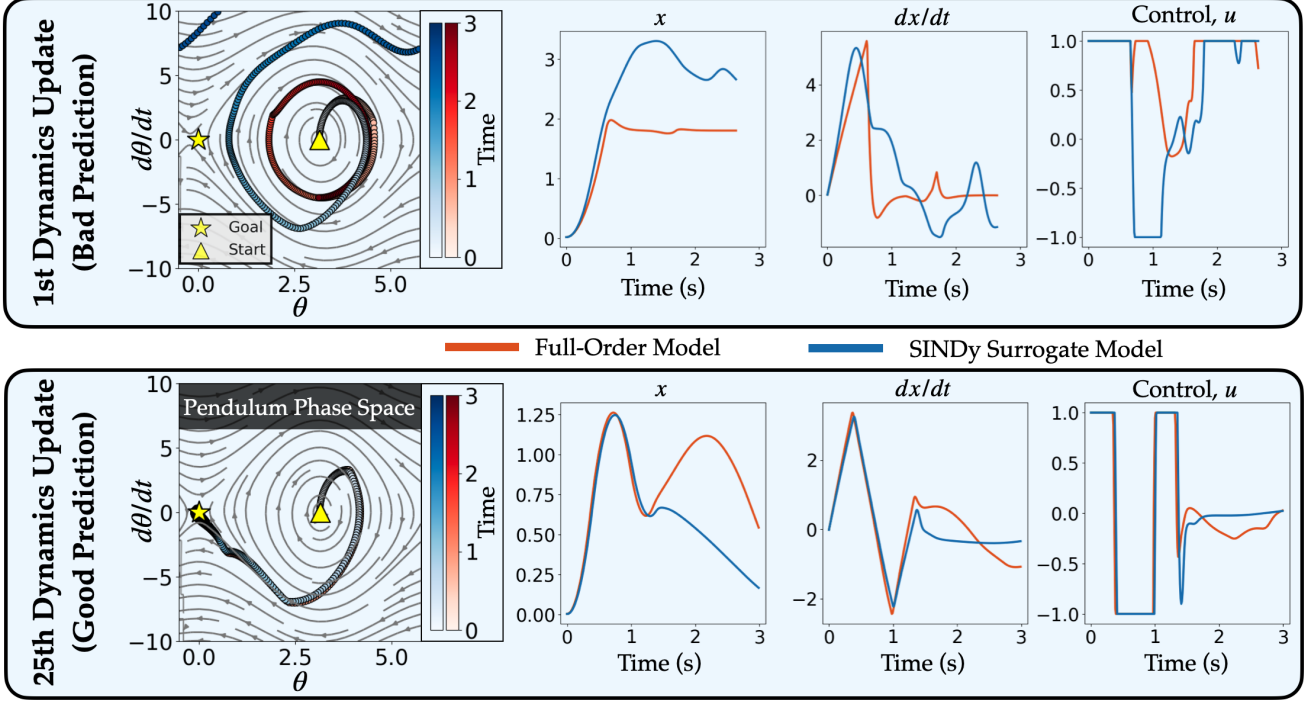 1st Dynamics Update
(Bad Prediction)
10
5
0
−5
−10
dθ/dt
0.0 2.5 5.0
θ
Goal
Start
3
2
1
0
Time
x
3
2
1
0
0 1 2 3
Time (s)
dx/dt
4
2
0
0 1 2 3
Time (s)
Control, u
1.0
0.5
0.0
−0.5
−1.0
0 1 2 3
Time (s)
Full-Order Model
SINDy Surrogate Model
25th Dynamics Update
(Good Prediction)
10
5
0
−5
−10
dθ/dt
Pendulum Phase Space
0.0 2.5 5.0
θ
3
2
1
0
Time
x
1.25
1.00
0.75
0.50
0.25
0.00
0 1 2 3
Time (s)
dx/dt
2
0
−2
0 1 2 3
Time (s)
Control, u
1.0
0.5
0.0
−0.5
−1.0
0 1 2 3
Time (s)